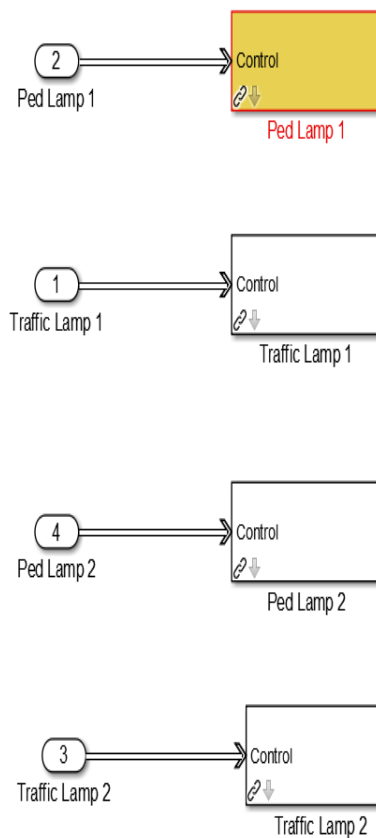 2
Control
Ped Lamp 1
Ped Lamp 1
1
Control
Traffic Lamp 1
Traffic Lamp 1
4
Control
Ped Lamp 2
Ped Lamp 2
3
Control
Traffic Lamp 2
Traffic Lamp 2